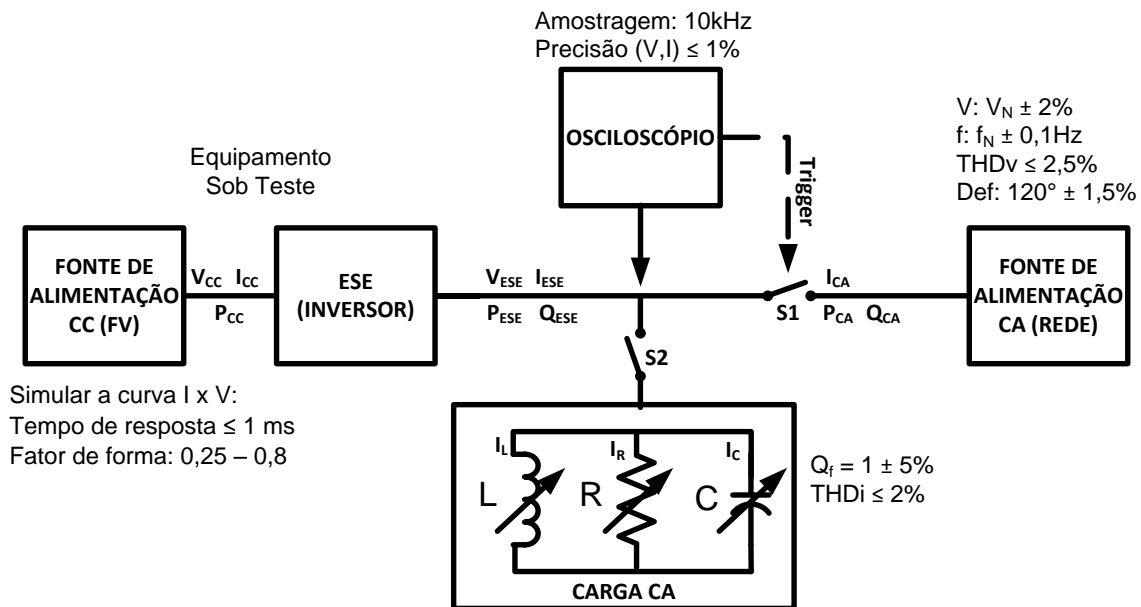 Amostragem: 10kHz
Precisão (V,I) ≤ 1%
OSCILOSCÓPIO
Trigger
V: V_N ± 2%
f: f_N ± 0,1Hz
THDv ≤ 2,5%
Def: 120° ± 1,5%
Equipamento
Sob Teste
FONTE DE
ALIMENTAÇÃO
CC (FV)
V_CC I_CC
P_CC
ESE
(INVERSOR)
V_ESE I_ESE
P_ESE Q_ESE
S1
I_CA
P_CA Q_CA
FONTE DE
ALIMENTAÇÃO
CA (REDE)
S2
Simular a curva I x V:
Tempo de resposta ≤ 1 ms
Fator de forma: 0,25 – 0,8
I_L I_R I_C
L R C
CARGA CA
Q_f = 1 ± 5%
THDi ≤ 2%